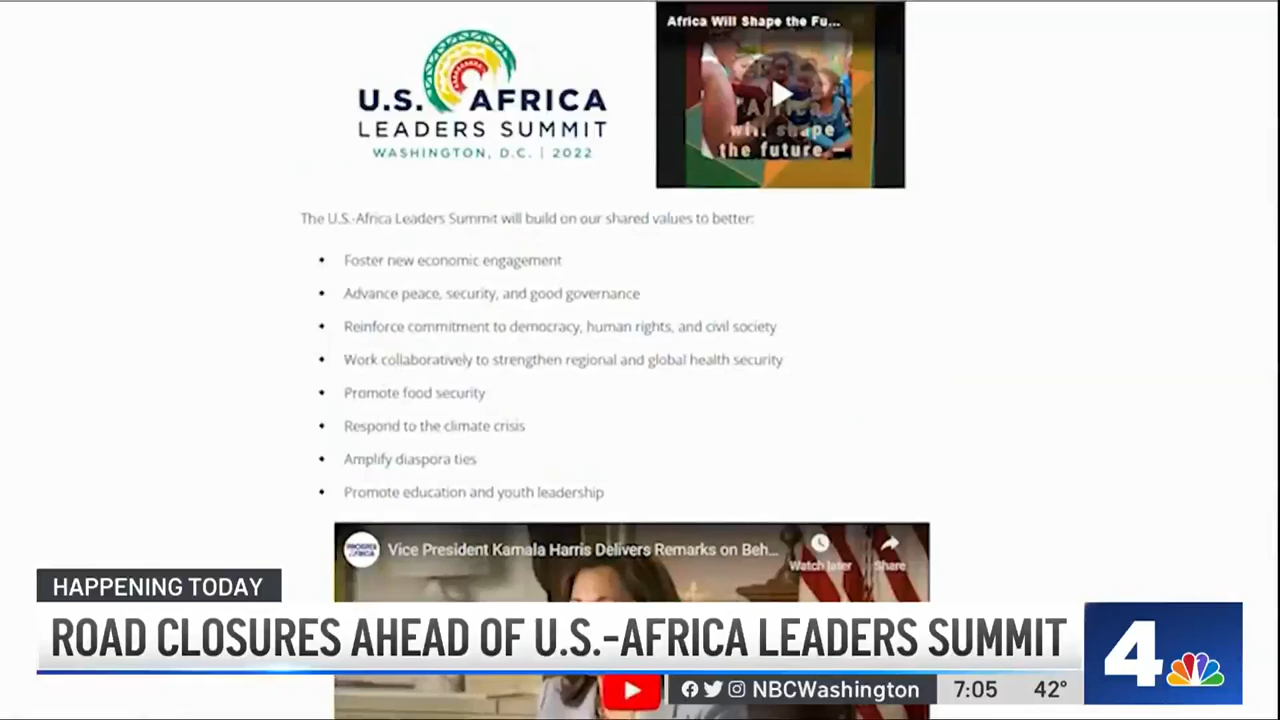 U.S. AFRICA
LEADERS SUMMIT
WASHINGTON, D.C. | 2022
Africa Will Shape the Fu...
"Africa
will shape
the future –
The U.S.-Africa Leaders Summit will build on our shared values to better:
• Foster new economic engagement
• Advance peace, security, and good governance
• Reinforce commitment to democracy, human rights, and civil society
• Work collaboratively to strengthen regional and global health security
• Promote food security
• Respond to the climate crisis
• Amplify diaspora ties
• Promote education and youth leadership
Vice President Kamala Harris Delivers Remarks on Beh...
Watch later
Share
HAPPENING TODAY
ROAD CLOSURES AHEAD OF U.S.-AFRICA LEADERS SUMMIT
4
NBCWashington
7:05 42°